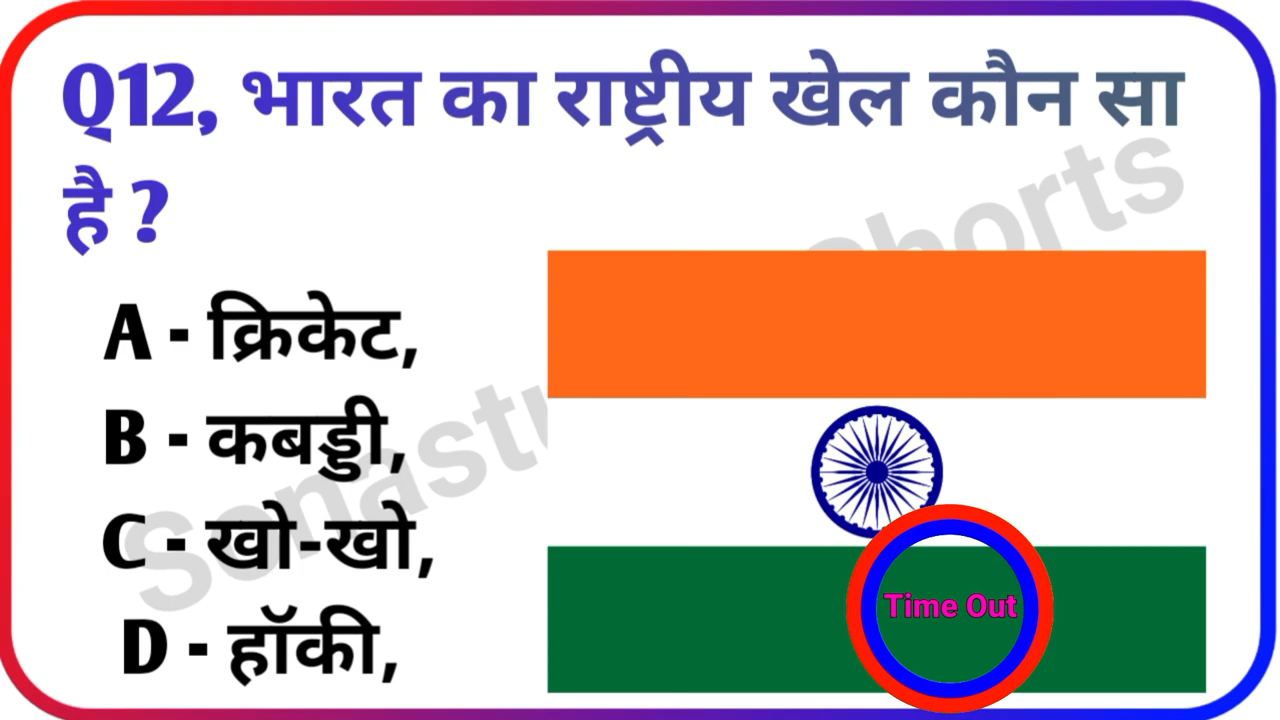 Q12, भारत का राष्ट्रीय खेल कौन सा
है ?
A - क्रिकेट,
B - कबड्डी,
C - खो-खो,
D - हॉकी,
Time Out